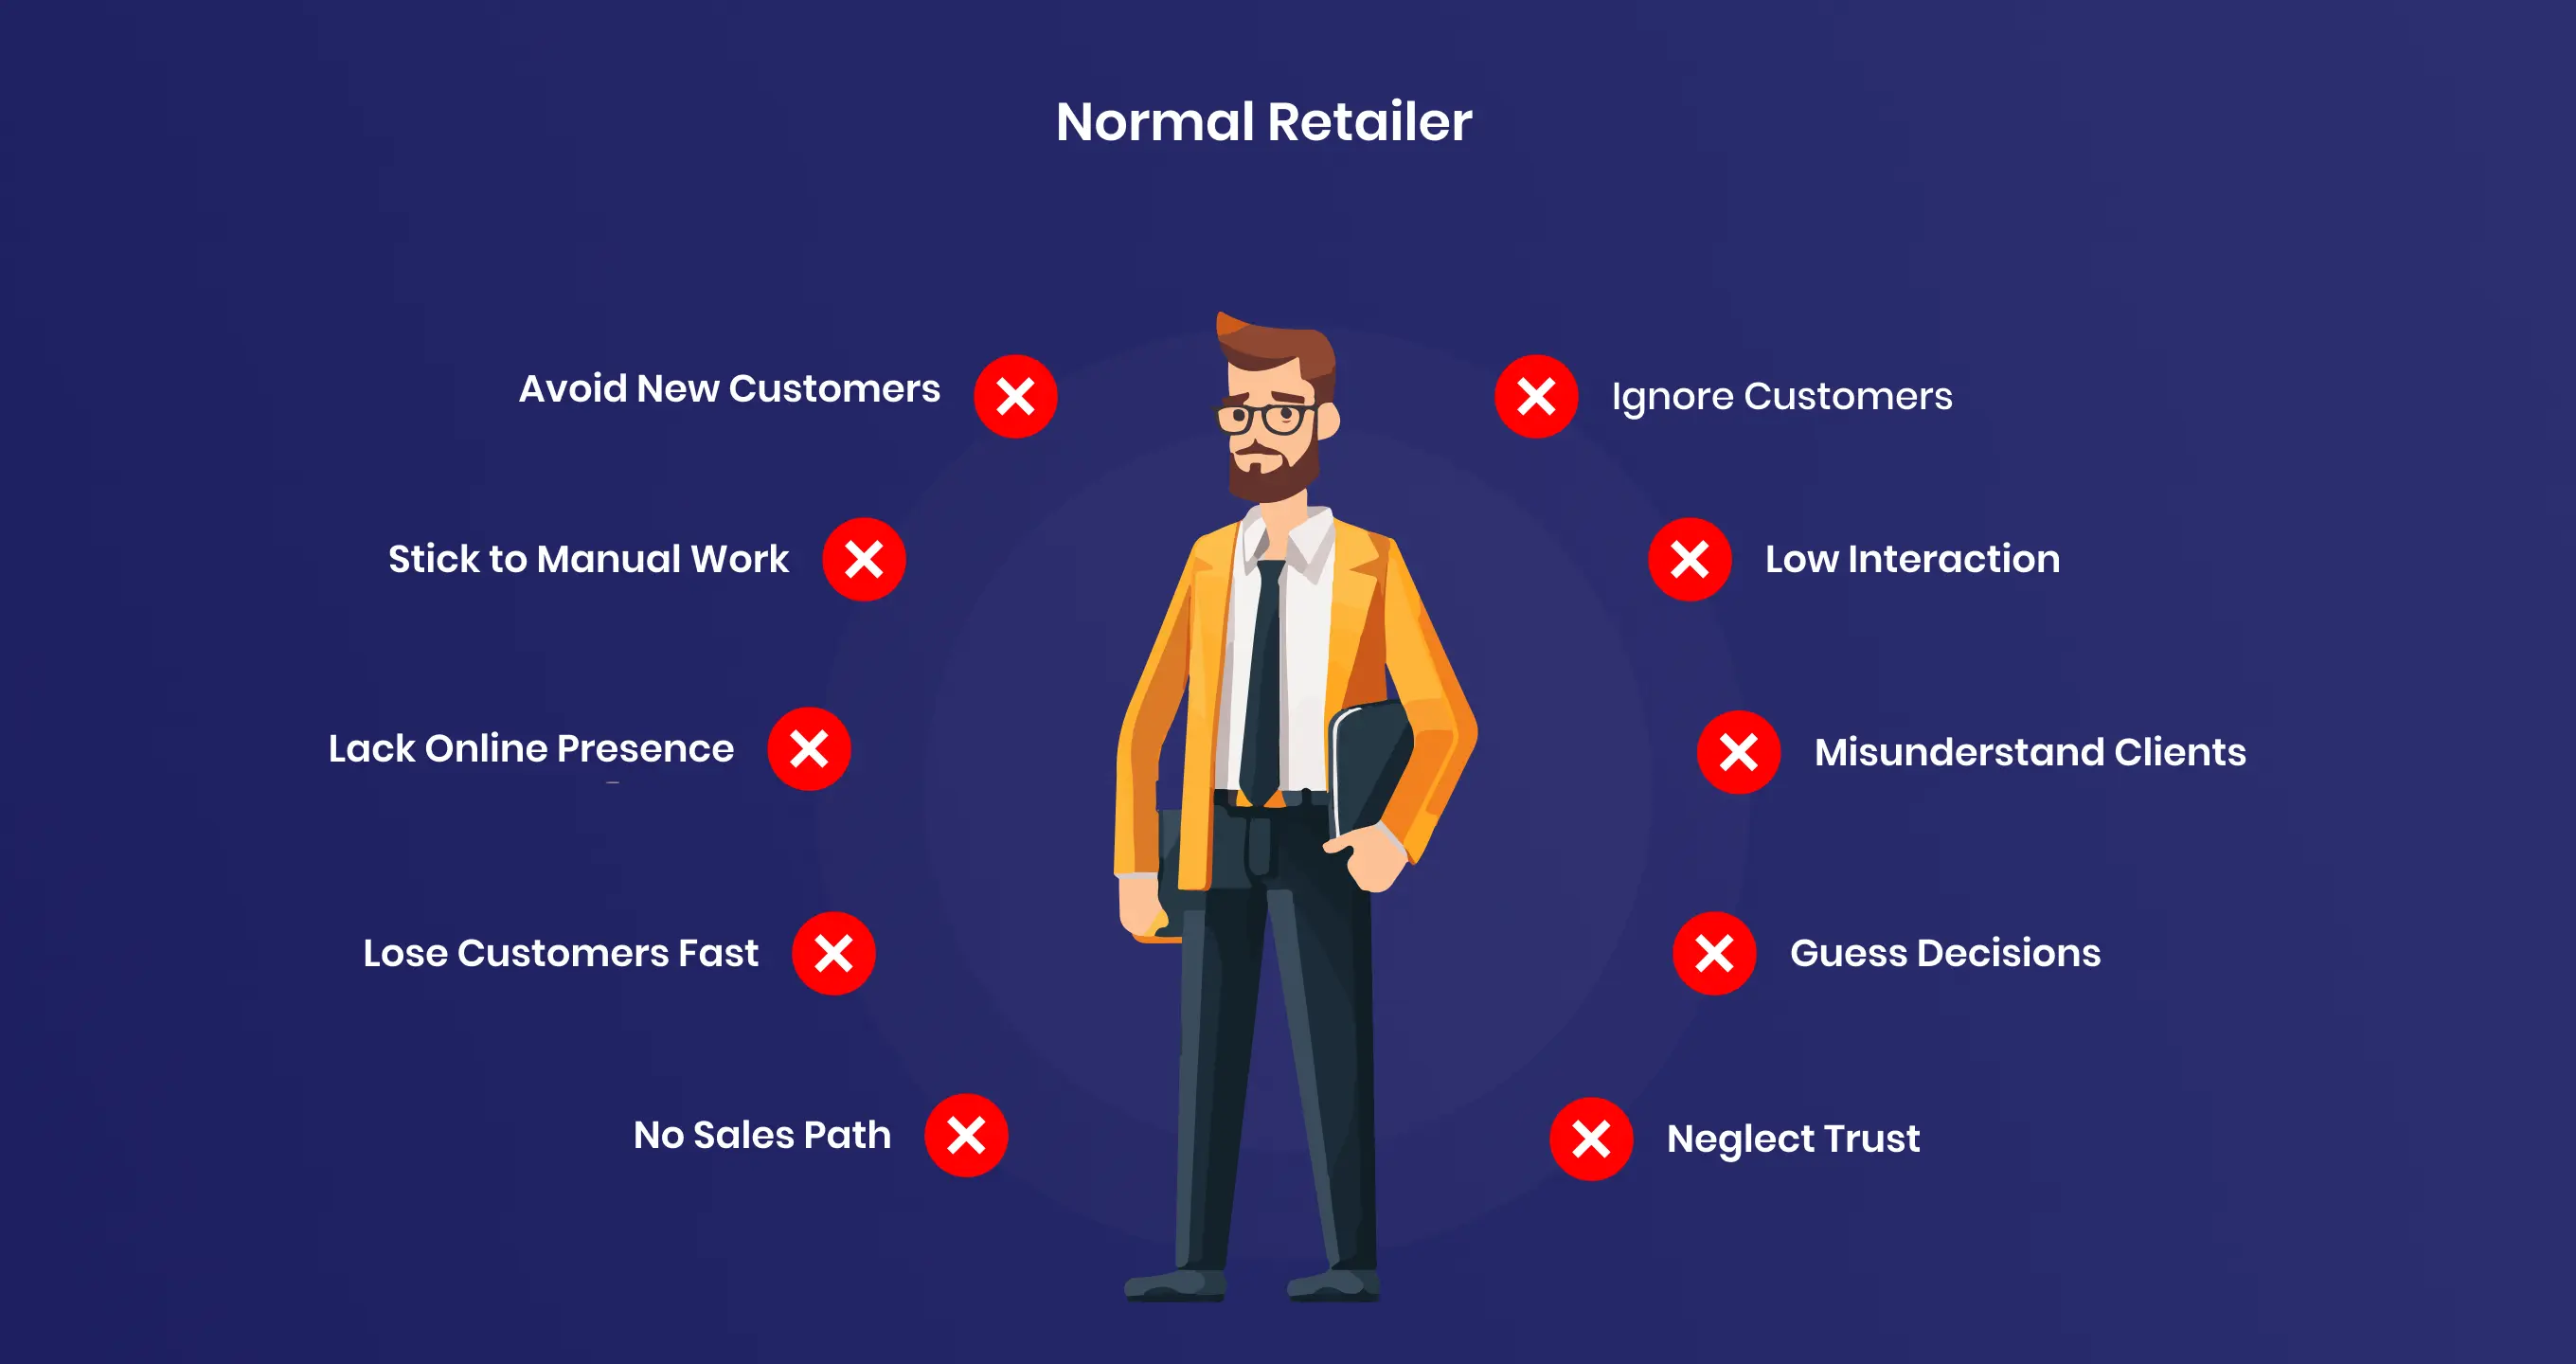 Normal Retailer
Avoid New Customers
Ignore Customers
Stick to Manual Work
Low Interaction
Lack Online Presence
Misunderstand Clients
Lose Customers Fast
Guess Decisions
No Sales Path
Neglect Trust